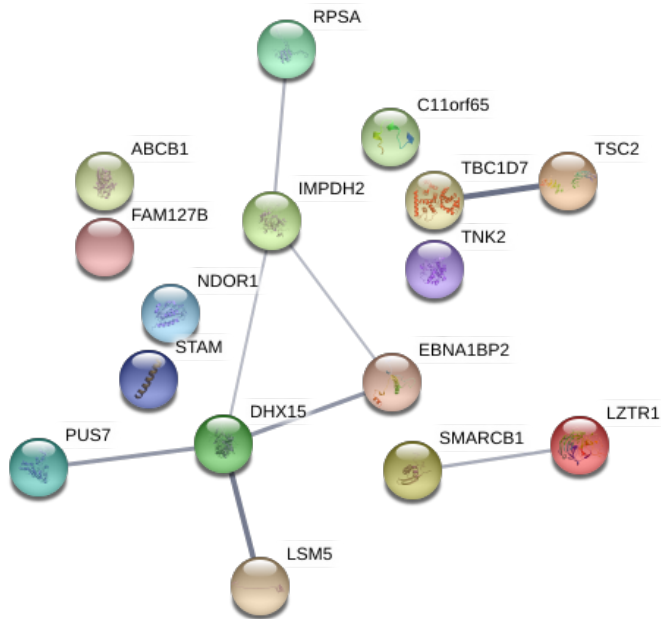 RPSA
C11orf65
ABCB1
TBC1D7
TSC2
IMPDH2
FAM127B
TNK2
NDOR1
STAM
EBNA1BP2
DHX15
LZTR1
PUS7
SMARCB1
LSM5